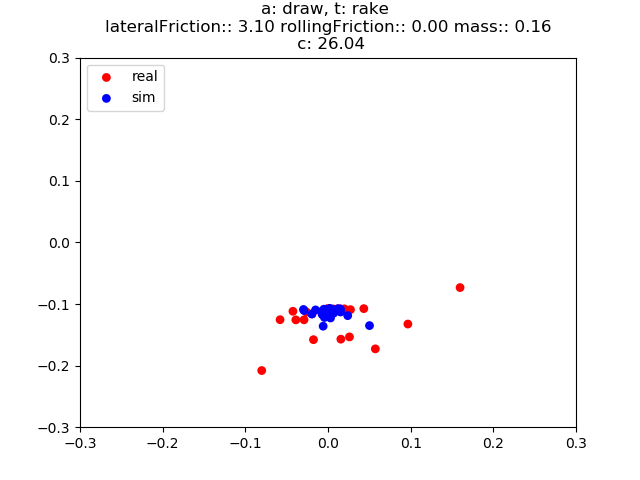 a: draw, t: rake
lateralFriction:: 3.10 rollingFriction:: 0.00 mass:: 0.16
c: 26.04
real
sim
0.3
0.2
0.1
0.0
−0.1
−0.2
−0.3
−0.3 −0.2 −0.1 0.0 0.1 0.2 0.3